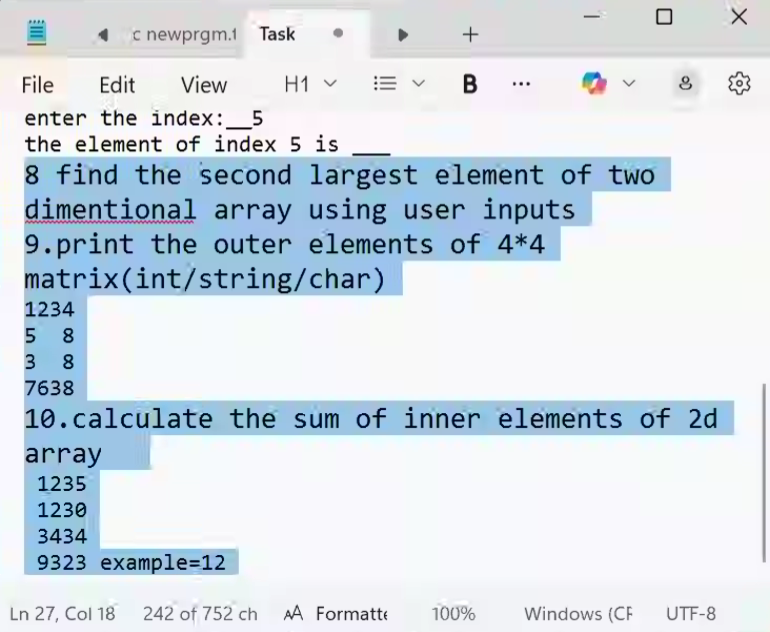 c newprgm.t Task
File Edit View H1 B ...
enter the index:__5
the element of index 5 is ___
8 find the second largest element of two
dimentional array using user inputs
9.print the outer elements of 4*4
matrix(int/string/char)
1234
5  8
3  8
7638
10.calculate the sum of inner elements of 2d
array
1235
1230
3434
9323 example=12
Ln 27, Col 18 242 of 752 ch AA Formatte 100% Windows (CF UTF-8